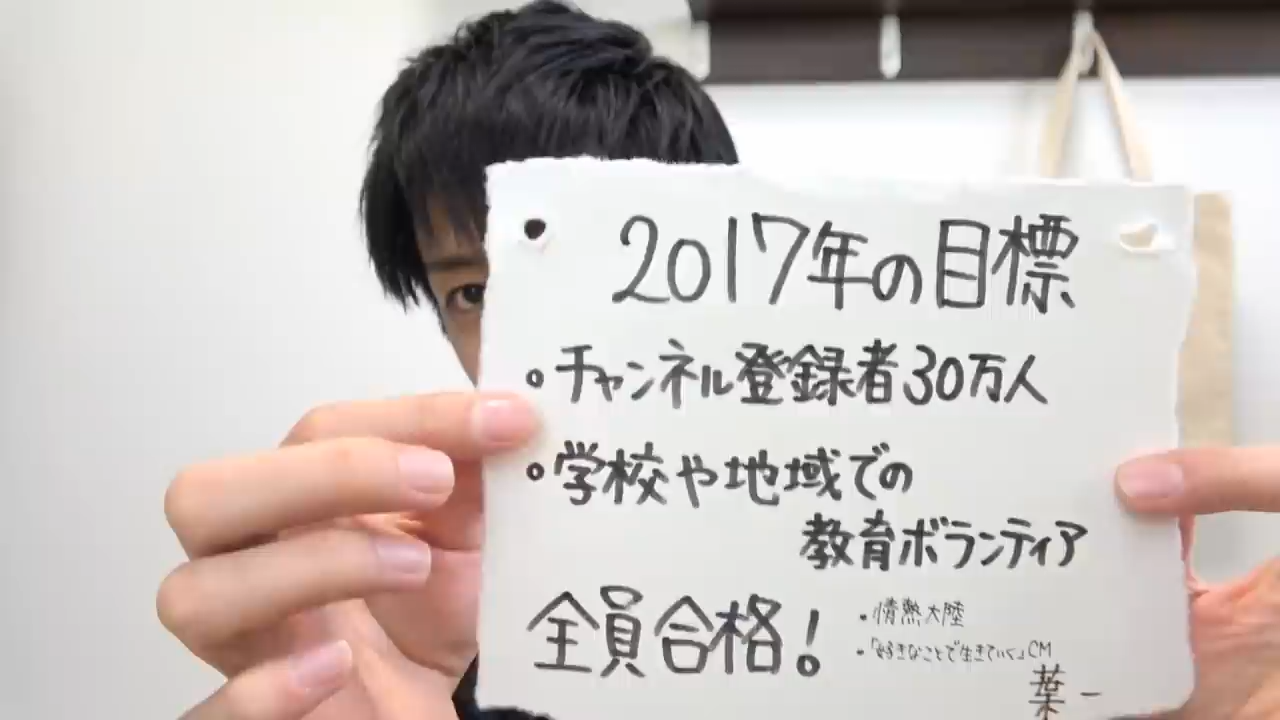 2017年の目標
• チャンネル登録者30万人
• 学校や地域での
教育ボランティア
全員合格!
• 情熱大陸
• 「好きなことで生きていく」CM
葉一